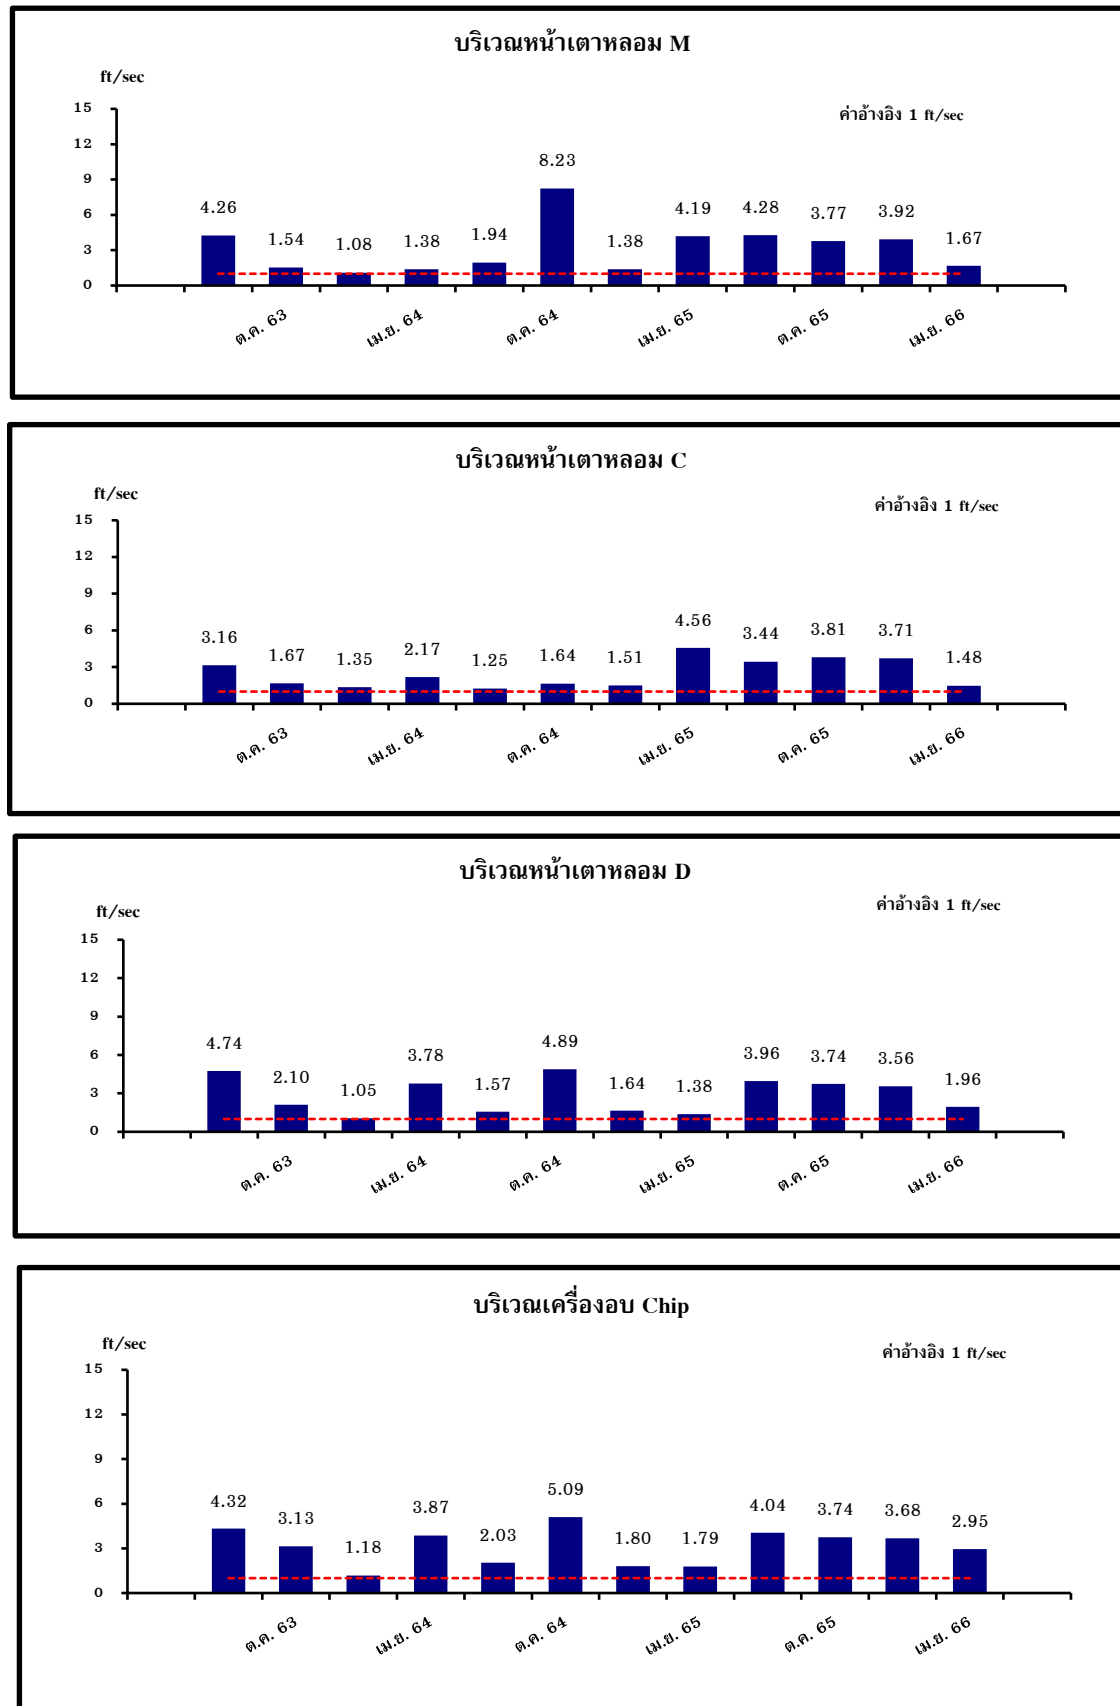 บริเวณหน้าเตาหลอม M
ft/sec
ค่าอ้างอิง 1 ft/sec
15
12
9
6
3
0
4.26 1.54 1.08 1.38 1.94 8.23 1.38 4.19 4.28 3.77 3.92 1.67
ต.ค. 63 เม.ย. 64 ต.ค. 64 เม.ย. 65 ต.ค. 65 เม.ย. 66
บริเวณหน้าเตาหลอม C
ft/sec
ค่าอ้างอิง 1 ft/sec
15
12
9
6
3
0
3.16 1.67 1.35 2.17 1.25 1.64 1.51 4.56 3.44 3.81 3.71 1.48
ต.ค. 63 เม.ย. 64 ต.ค. 64 เม.ย. 65 ต.ค. 65 เม.ย. 66
บริเวณหน้าเตาหลอม D
ft/sec
ค่าอ้างอิง 1 ft/sec
15
12
9
6
3
0
4.74 2.10 1.05 3.78 1.57 4.89 1.64 1.38 3.96 3.74 3.56 1.96
ต.ค. 63 เม.ย. 64 ต.ค. 64 เม.ย. 65 ต.ค. 65 เม.ย. 66
บริเวณเครื่องอบ Chip
ft/sec
ค่าอ้างอิง 1 ft/sec
15
12
9
6
3
0
4.32 3.13 1.18 3.87 2.03 5.09 1.80 1.79 4.04 3.74 3.68 2.95
ต.ค. 63 เม.ย. 64 ต.ค. 64 เม.ย. 65 ต.ค. 65 เม.ย. 66